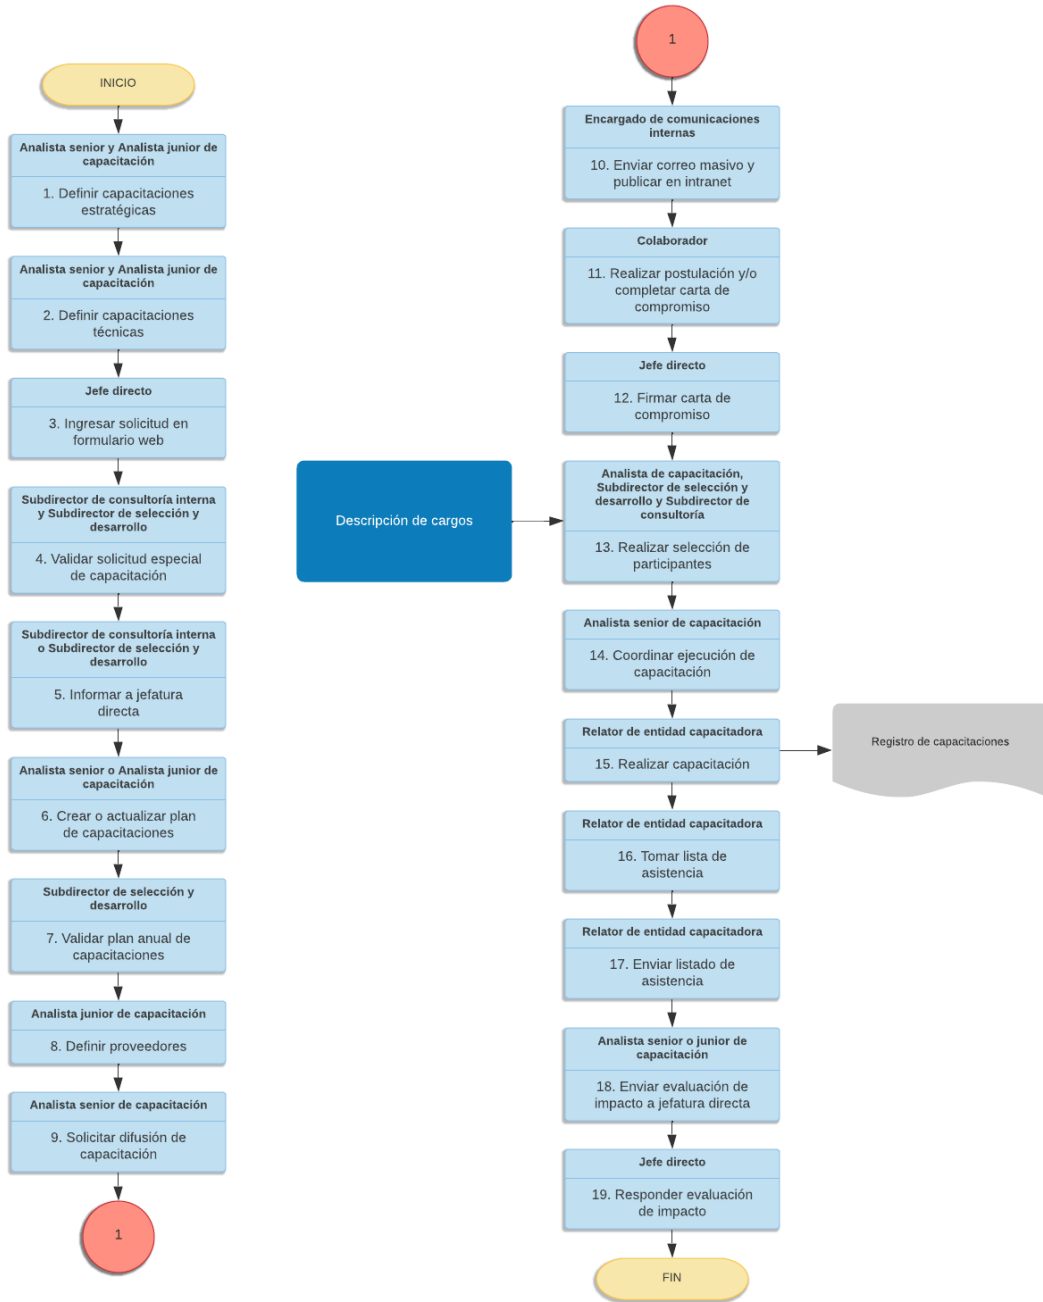 INICIO
Analista senior y Analista junior de
capacitación
1. Definir capacitaciones
estratégicas
Analista senior y Analista junior de
capacitación
2. Definir capacitaciones
técnicas
Jefe directo
3. Ingresar solicitud en
formulario web
Subdirector de consultoría interna
y Subdirector de selección y
desarrollo
4. Validar solicitud especial
de capacitación
Subdirector de consultoría interna
o Subdirector de selección y
desarrollo
5. Informar a jefatura
directa
Analista senior o Analista junior de
capacitación
6. Crear o actualizar plan
de capacitaciones
Subdirector de selección y
desarrollo
7. Validar plan anual de
capacitaciones
Analista junior de capacitación
8. Definir proveedores
Analista senior de capacitación
9. Solicitar difusión de
capacitación
1
1
Encargado de comunicaciones
internas
10. Enviar correo masivo y
publicar en intranet
Colaborador
11. Realizar postulación y/o
completar carta de
compromiso
Jefe directo
12. Firmar carta de
compromiso
Descripción de cargos
Analista de capacitación,
Subdirector de selección y
desarrollo y Subdirector de
consultoría
13. Realizar selección de
participantes
Analista senior de capacitación
14. Coordinar ejecución de
capacitación
Relator de entidad capacitadora
15. Realizar capacitación
Registro de capacitaciones
Relator de entidad capacitadora
16. Tomar lista de
asistencia
Relator de entidad capacitadora
17. Enviar listado de
asistencia
Analista senior o junior de
capacitación
18. Enviar evaluación de
impacto a jefatura directa
Jefe directo
19. Responder evaluación
de impacto
FIN